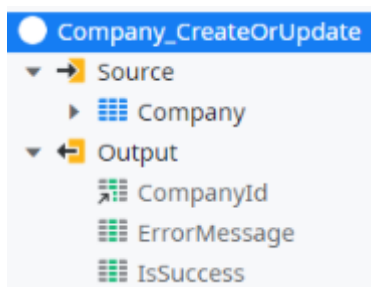 Company_CreateOrUpdate
Source
Company
Output
CompanyId
ErrorMessage
IsSuccess